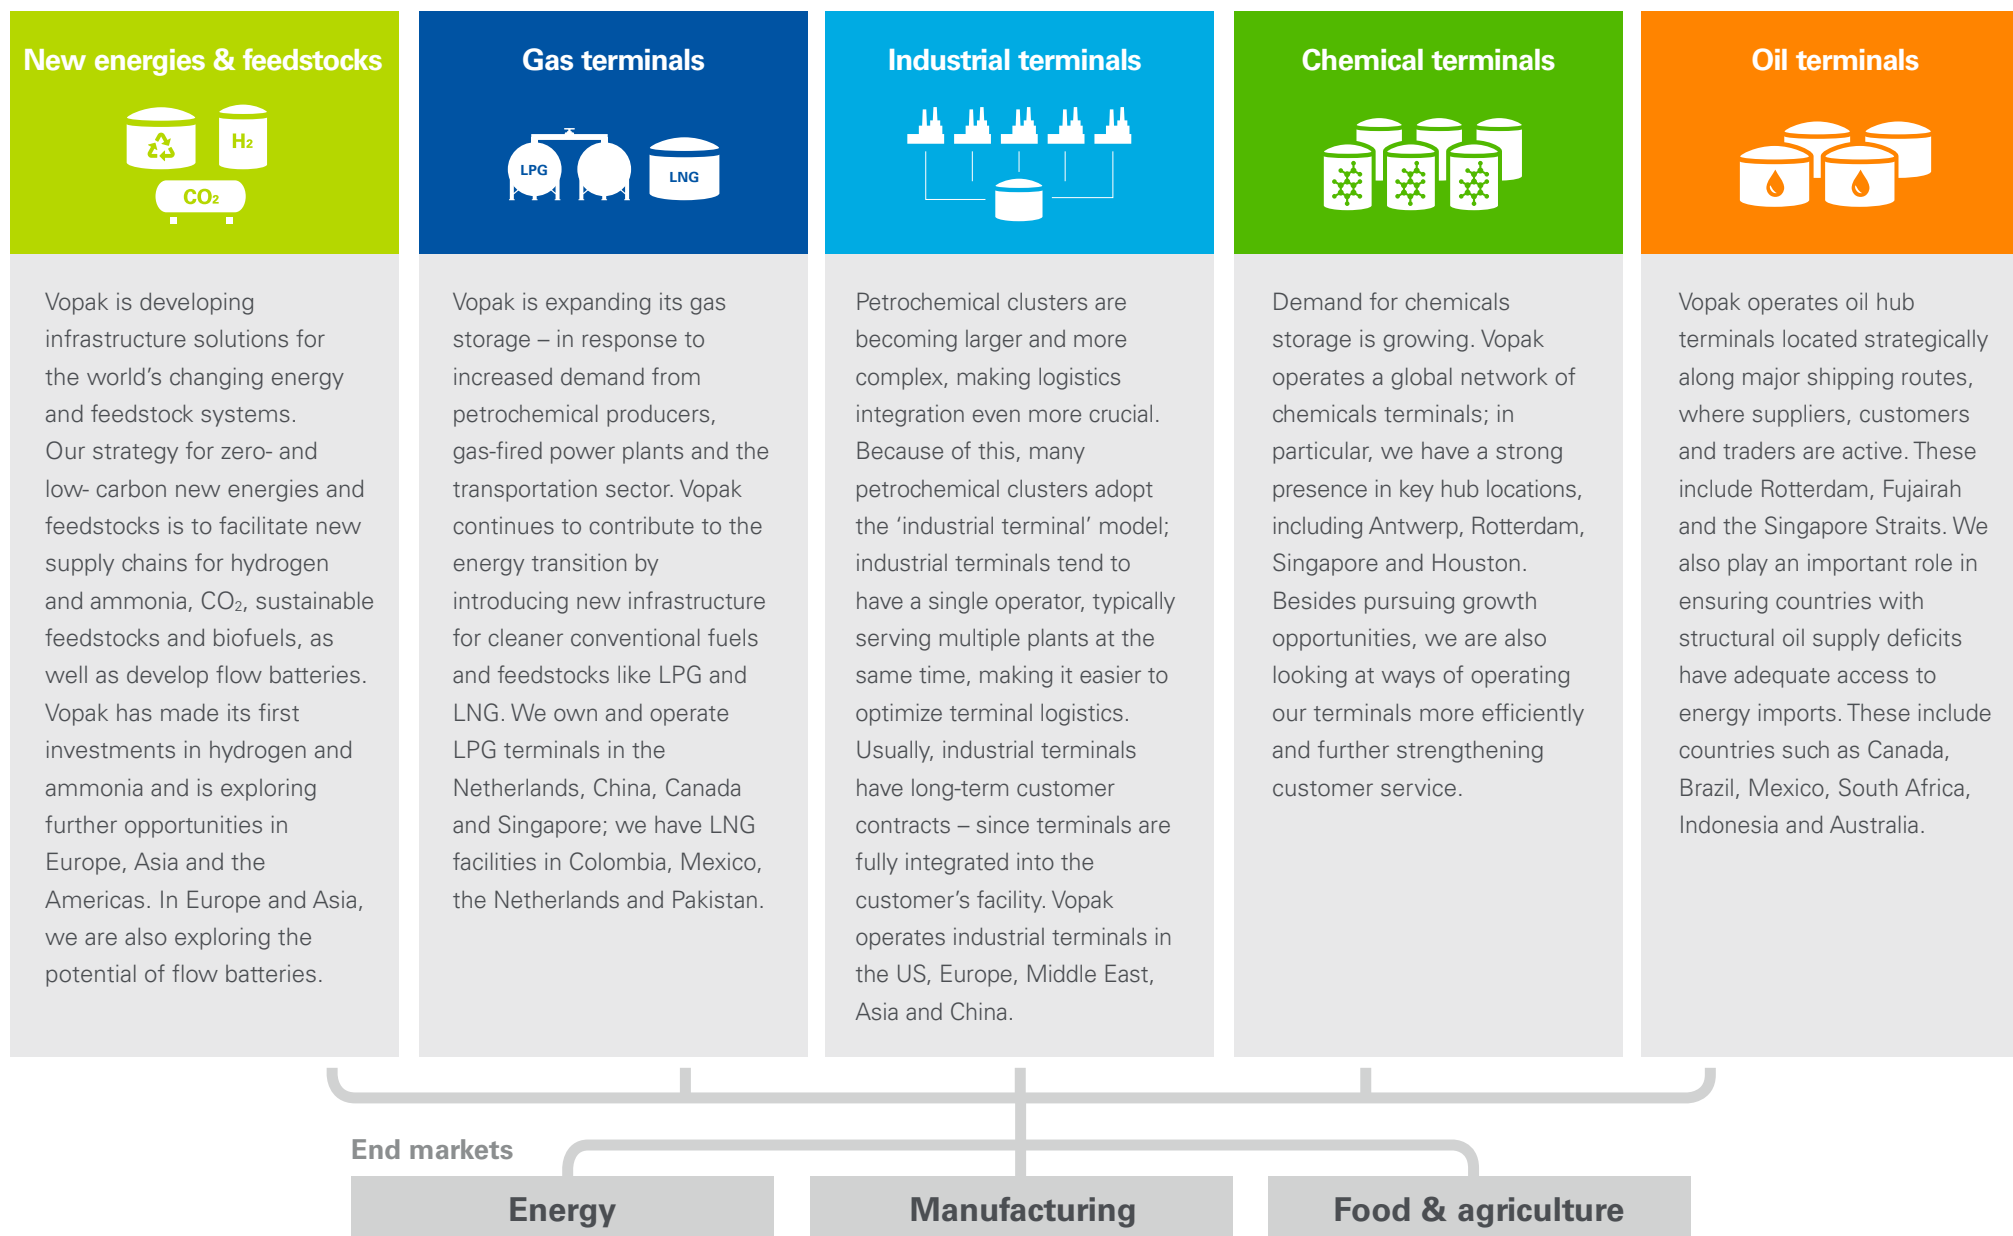 New energies & feedstocks
H2
CO2
Vopak is developing
infrastructure solutions for
the world's changing energy
and feedstock systems.
Our strategy for zero- and
low- carbon new energies and
feedstocks is to facilitate new
supply chains for hydrogen
and ammonia, CO₂, sustainable
feedstocks and biofuels, as
well as develop flow batteries.
Vopak has made its first
investments in hydrogen and
ammonia and is exploring
further opportunities in
Europe, Asia and the
Americas. In Europe and Asia,
we are also exploring the
potential of flow batteries.
Gas terminals
LPG
LNG
Vopak is expanding its gas
storage – in response to
increased demand from
petrochemical producers,
gas-fired power plants and the
transportation sector. Vopak
continues to contribute to the
energy transition by
introducing new infrastructure
for cleaner conventional fuels
and feedstocks like LPG and
LNG. We own and operate
LPG terminals in the
Netherlands, China, Canada
and Singapore; we have LNG
facilities in Colombia, Mexico,
the Netherlands and Pakistan.
Industrial terminals
Petrochemical clusters are
becoming larger and more
complex, making logistics
integration even more crucial.
Because of this, many
petrochemical clusters adopt
the ‘industrial terminal’ model;
industrial terminals tend to
have a single operator, typically
serving multiple plants at the
same time, making it easier to
optimize terminal logistics.
Usually, industrial terminals
have long-term customer
contracts – since terminals are
fully integrated into the
customer's facility. Vopak
operates industrial terminals in
the US, Europe, Middle East,
Asia and China.
Chemical terminals
Demand for chemicals
storage is growing. Vopak
operates a global network of
chemicals terminals; in
particular, we have a strong
presence in key hub locations,
including Antwerp, Rotterdam,
Singapore and Houston.
Besides pursuing growth
opportunities, we are also
looking at ways of operating
our terminals more efficiently
and further strengthening
customer service.
Oil terminals
Vopak operates oil hub
terminals located strategically
along major shipping routes,
where suppliers, customers
and traders are active. These
include Rotterdam, Fujairah
and the Singapore Straits. We
also play an important role in
ensuring countries with
structural oil supply deficits
have adequate access to
energy imports. These include
countries such as Canada,
Brazil, Mexico, South Africa,
Indonesia and Australia.
End markets
Energy
Manufacturing
Food & agriculture